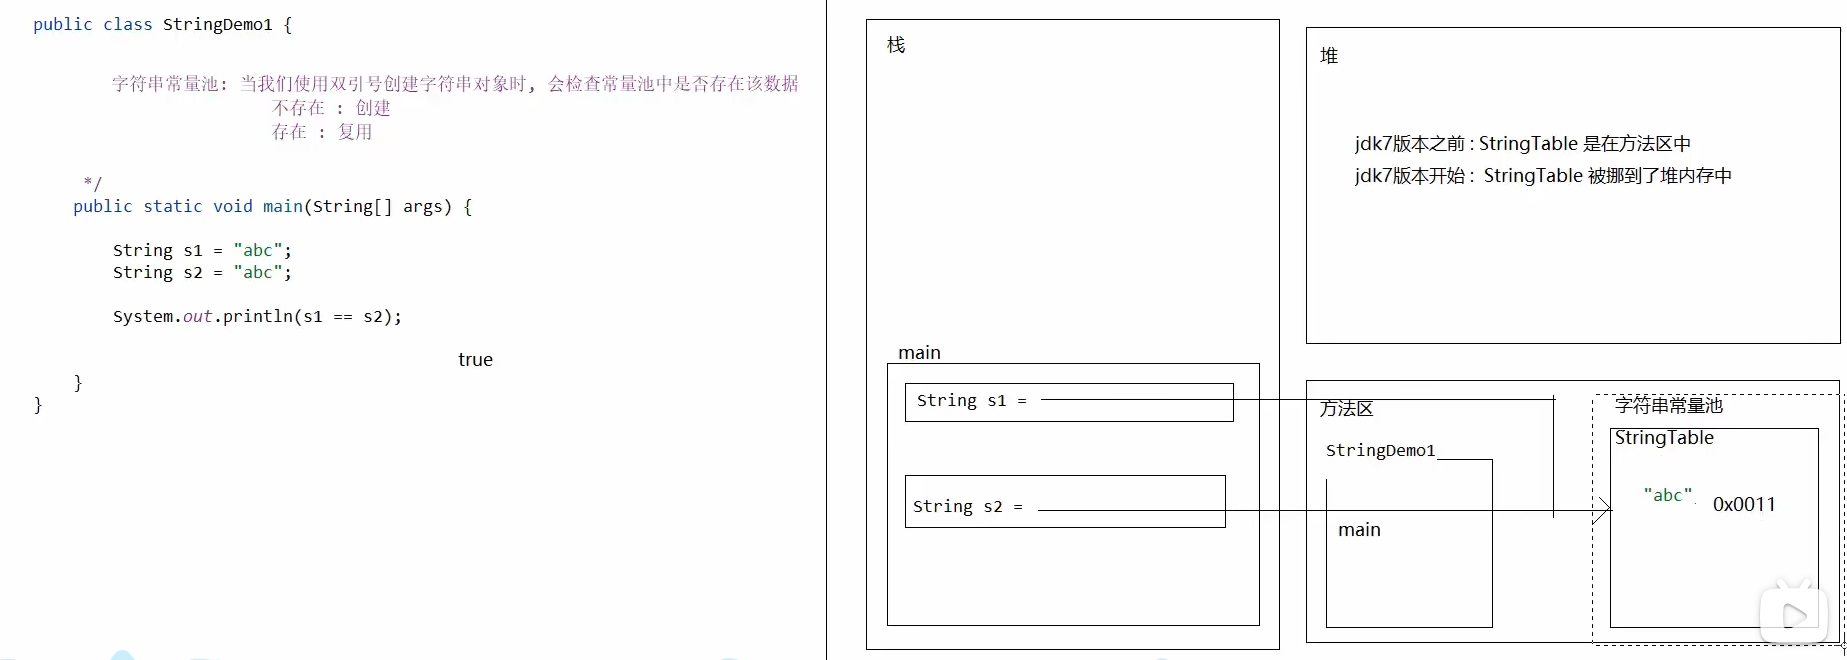 public class StringDemo1 {
字符串常量池: 当我们使用双引号创建字符串对象时, 会检查常量池中是否存在该数据
不存在 : 创建
存在 : 复用
*/
public static void main(String[] args) {
String s1 = "abc";
String s2 = "abc";
System.out.println(s1 == s2);
true
}
}
栈
main
String s1 =
String s2 =
堆
jdk7版本之前 : StringTable 是在方法区中
jdk7版本开始 : StringTable 被挪到了堆内存中
方法区
StringDemo1
main
字符串常量池
StringTable
"abc" 0x0011